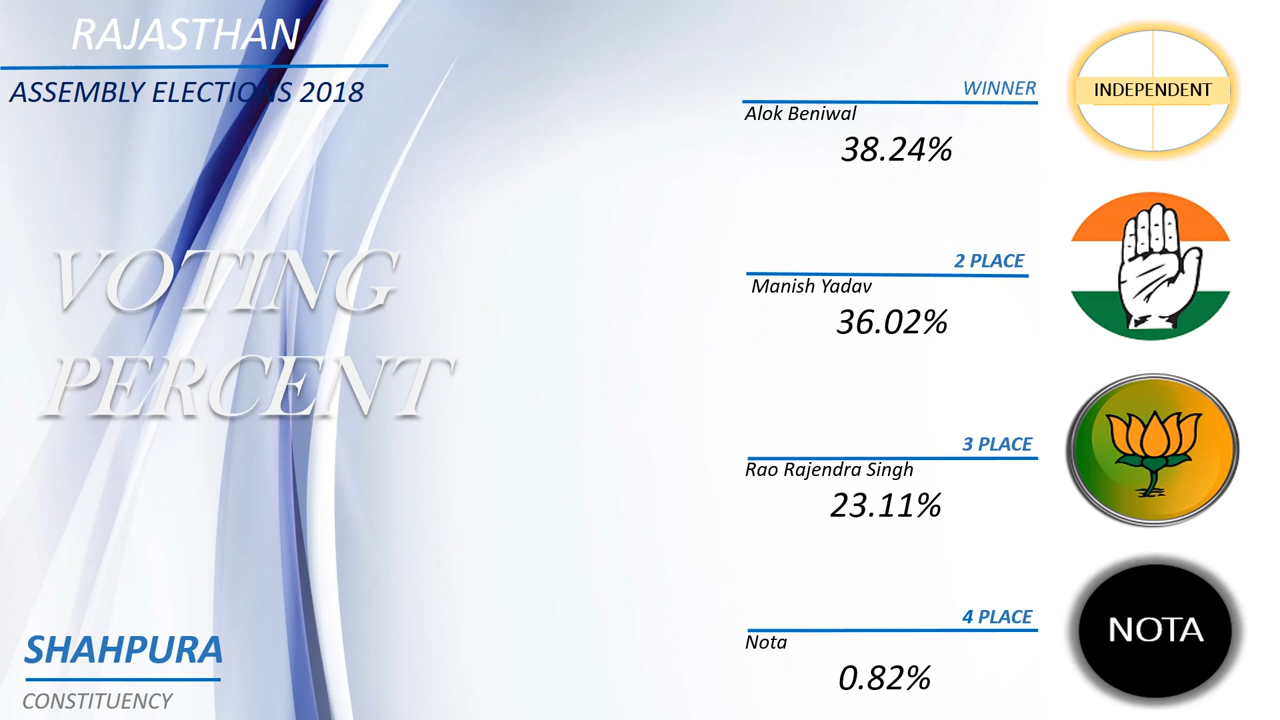 RAJASTHAN
ASSEMBLY ELECTIONS 2018
VOTING
PERCENT
SHAHPURA
CONSTITUENCY
WINNER
Alok Beniwal
38.24%
INDEPENDENT
2 PLACE
Manish Yadav
36.02%
3 PLACE
Rao Rajendra Singh
23.11%
4 PLACE
Nota
0.82%
NOTA